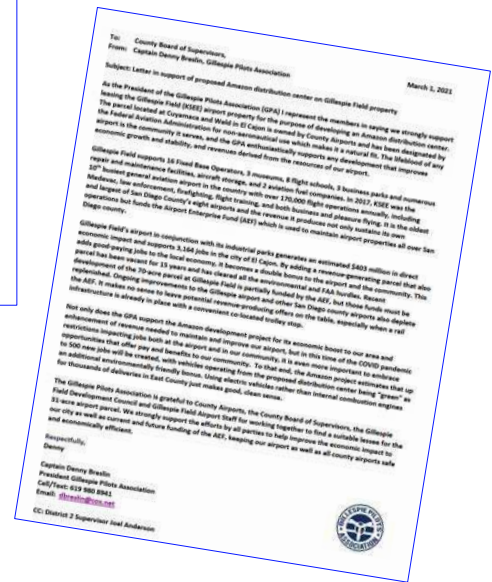 March 1, 2021
To: County Board of Supervisors,
From: Captain Denny Breslin, Gillespie Pilots Association
Subject: Letter in support of proposed Amazon distribution center on Gillespie Field property
As the President of the Gillespie Pilots Association (GPA) I represent the members in saying we strongly support
leasing the Gillespie Field (KSEE) airport property for the purpose of developing an Amazon distribution center.
The parcel located at Cuyamaca and Weld in El Cajon is owned by County Airports and has been designated by
the Federal Aviation Administration for non-aeronautical use which makes it a natural fit. The lifeblood of any
airport is the community it serves, and the GPA enthusiastically supports any development that improves
economic growth and stability, and revenues derived from the resources of our airport.
Gillespie Field supports 16 Fixed Base Operators, 3 museums, 8 flight schools, 3 business parks and numerous
repair and maintenance facilities, aircraft storage, and 2 aviation fuel companies. In 2017, KSEE was the
10th busiest general aviation airport in the country with over 170,000 flight operations annually, including
Medevac, law enforcement, firefighting, flight training, and both business and pleasure flying. It is the oldest
and largest of San Diego County's eight airports and the revenue it produces not only sustains its own
operations but funds the Airport Enterprise Fund (AEF) which is used to maintain airport properties all over San
Diego county.
Gillespie Field's airport in conjunction with its industrial parks generates an estimated $403 million in direct
economic impact and supports 3,164 jobs in the city of El Cajon. By adding a revenue-generating parcel that also
adds good-paying jobs to the local economy, it becomes a double bonus to the airport and the community. This
parcel has been vacant for 15 years and has cleared all the environmental and FAA hurdles. Recent
development of the 70-acre parcel at Gillespie Field is partially funded by the AEF, but those funds must be
replenished. Ongoing improvements to the Gillespie airport and other San Diego county airports also deplete
the AEF. It makes no sense to leave potential revenue-producing offers on the table, especially when a rail
infrastructure is already in place with a convenient co-located trolley stop.
Not only does the GPA support the Amazon development project for its economic boost to our area and
enhancement of revenue needed to maintain and improve our airport, but in this time of the COVID pandemic
restrictions impacting jobs both at the airport and in our community, it is even more important to embrace
opportunities that offer pay and benefits to our community. To that end, the Amazon project estimates that up
to 500 new jobs will be created, with vehicles operating from the proposed distribution center being "green" as
an additional environmentally friendly bonus. Using electric vehicles rather than internal combustion engines
for thousands of deliveries in East County just makes good, clean sense.
The Gillespie Pilots Association is grateful to County Airports, the County Board of Supervisors, the Gillespie
Field Development Council and Gillespie Field Airport Staff for working together to find a suitable lessee for the
31-acre airport parcel. We strongly support the efforts by all parties to help improve the economic impact to
our city as well as current and future funding of the AEF, keeping our airport as well as all county airports safe
and economically efficient.
Respectfully,
Denny
Captain Denny Breslin
President Gillespie Pilots Association
Cell/Text: 619 980 8941
Email: dbreslin@cox.net
CC: District 2 Supervisor Joel Anderson
GILLESPIE PILOTS
ASSOCIATION